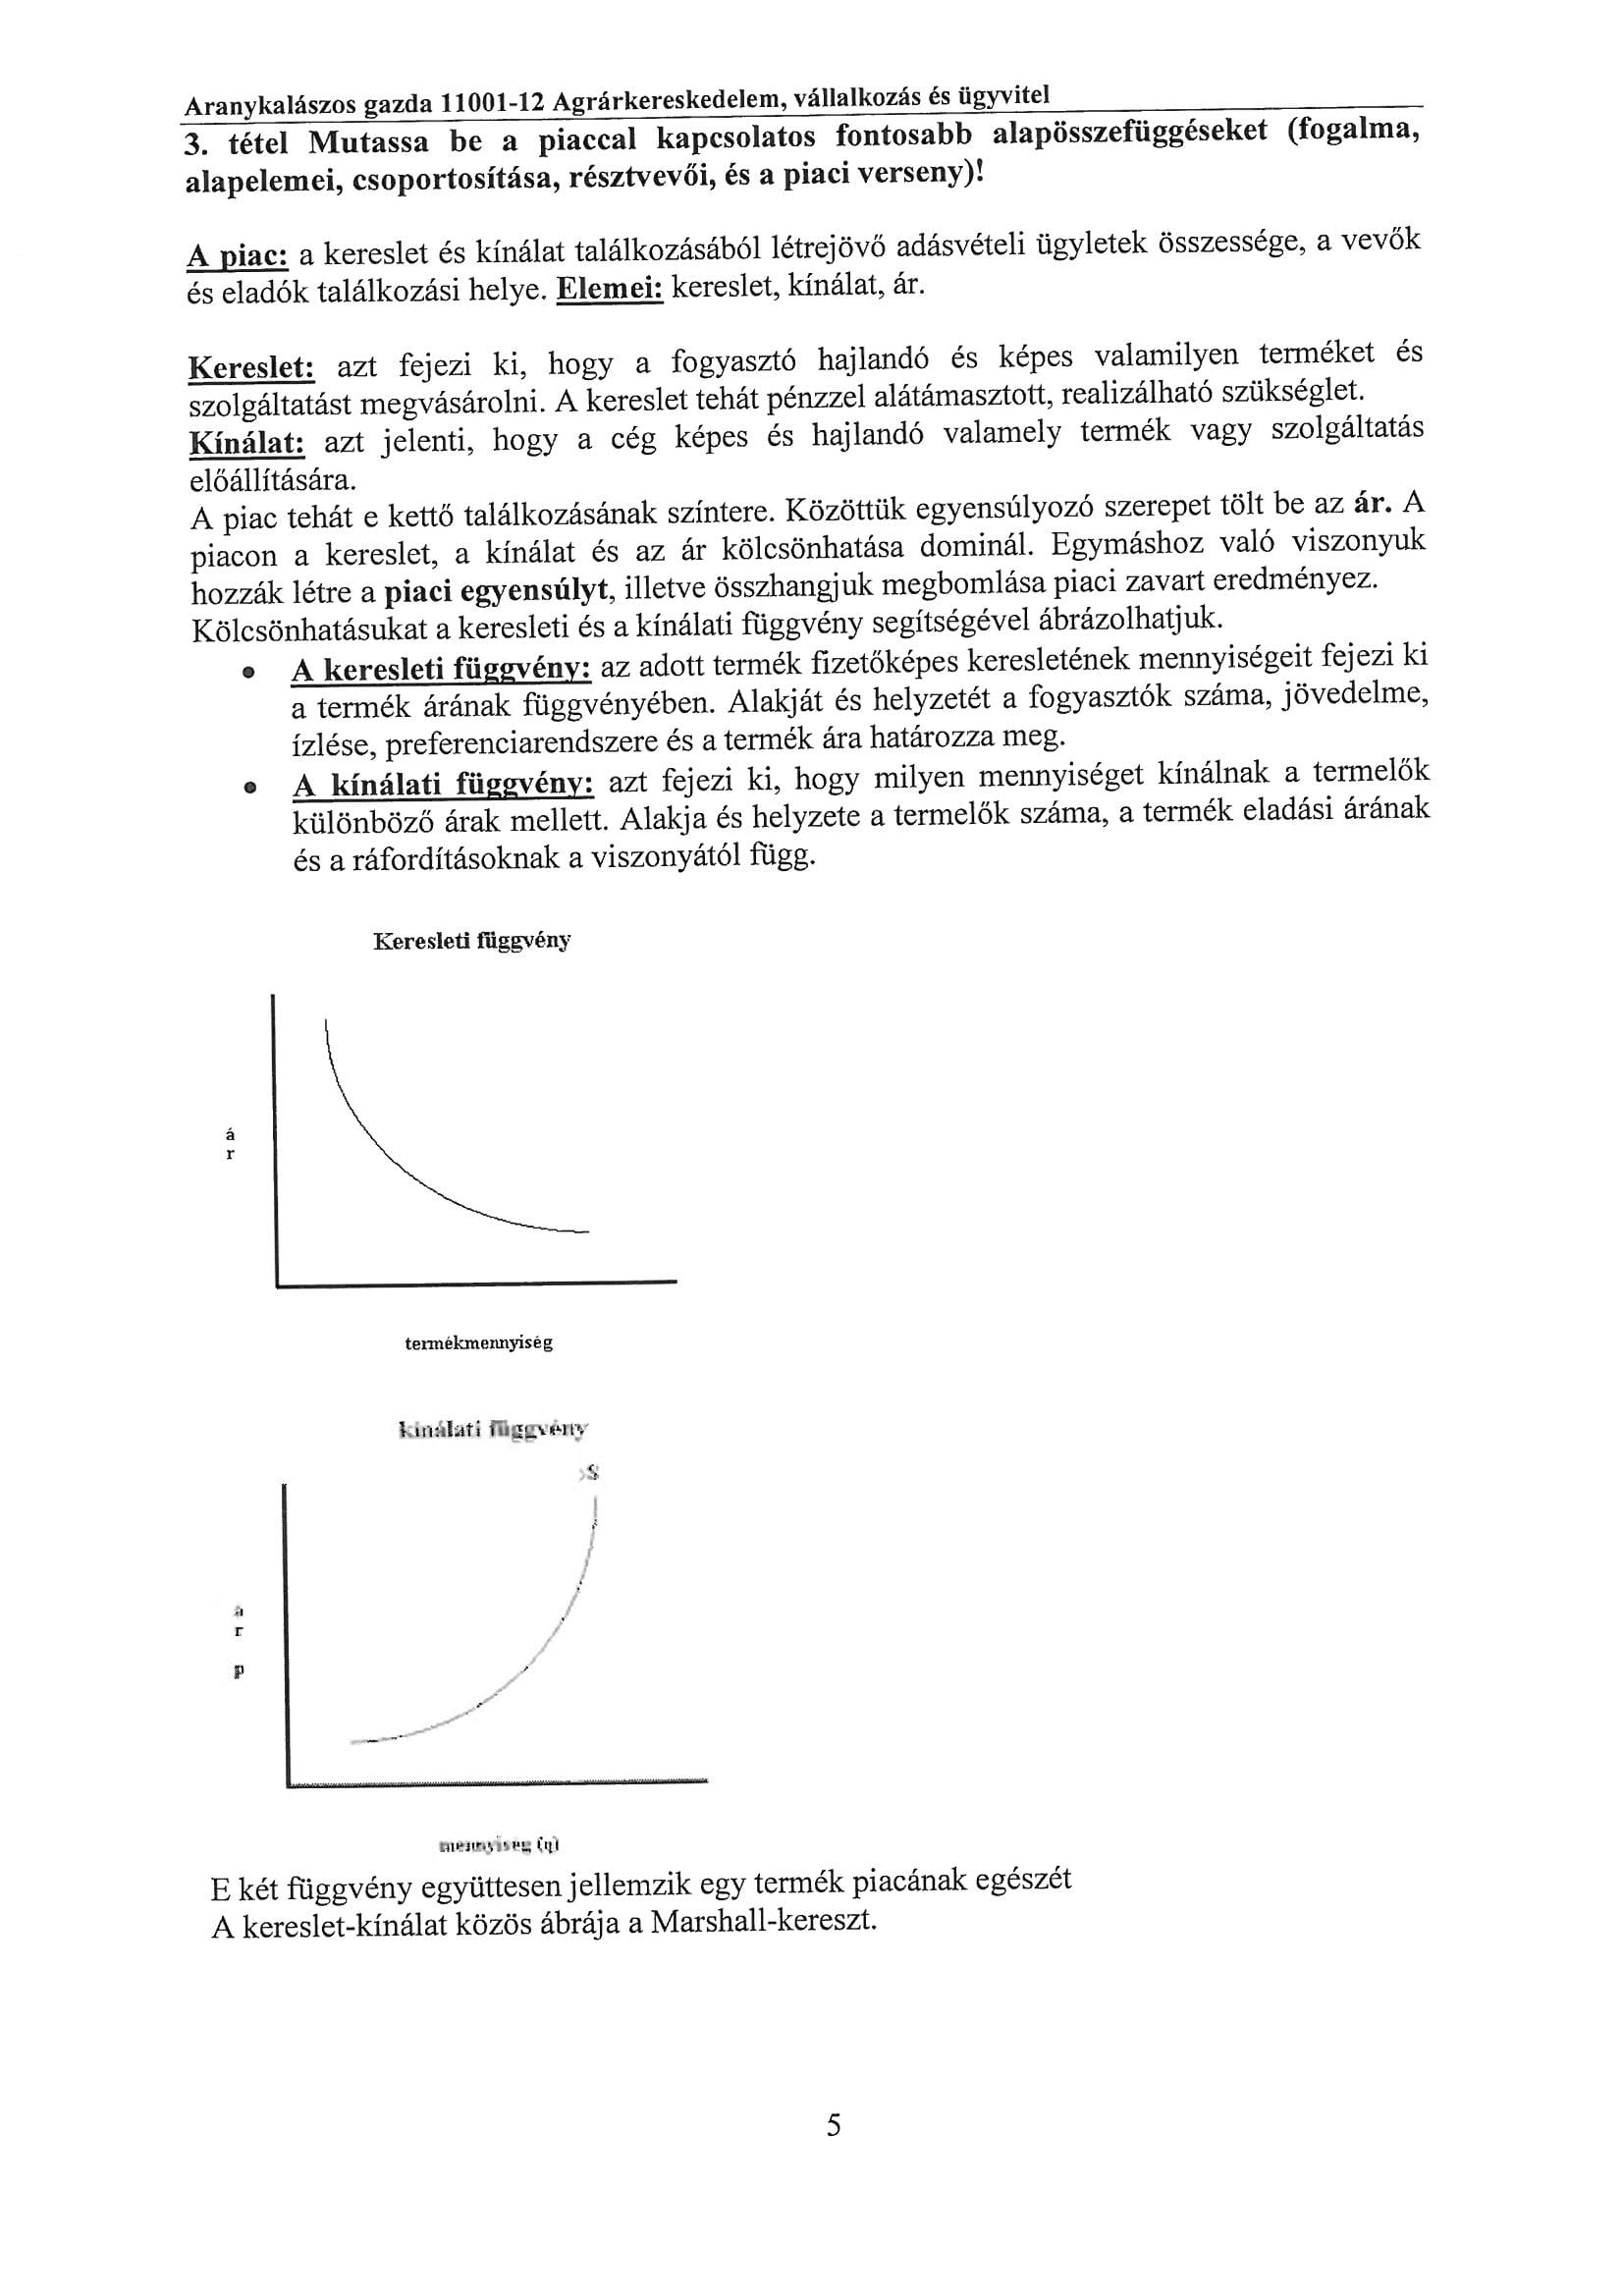 Aranykalászos gazda 11001-12 Agrárkereskedelem, vállalkozás és ügyvitel
3. tétel Mutassa be a piaccal kapcsolatos fontosabb alapösszefüggéseket (fogalma,
alapelemei, csoportosítása, résztvevői, és a piaci verseny)!
A piac: a kereslet és kínálat találkozásából létrejövő adásvételi ügyletek összessége, a vevők
és eladók találkozási helye. Elemei: kereslet, kínálat, ár.
Kereslet: azt fejezi ki, hogy a fogyasztó hajlandó és képes valamilyen terméket és
szolgáltatást megvásárolni. A kereslet tehát pénzzel alátámasztott, realizálható szükséglet.
Kínálat: azt jelenti, hogy a cég képes és hajlandó valamely termék vagy szolgáltatás
előállítására.
A piac tehát e kettő találkozásának színtere. Közöttük egyensúlyozó szerepet tölt be az ár. A
piacon a kereslet, a kínálat és az ár kölcsönhatása dominál. Egymáshoz való viszonyuk
hozzák létre a piaci egyensúlyt, illetve összhangjuk megbomlása piaci zavart eredményez.
Kölcsönhatásukat a keresleti és a kínálati függvény segítségével ábrázolhatjuk.
• A keresleti függvény: az adott termék fizetőképes keresletének mennyiségeit fejezi ki
a termék árának függvényében. Alakját és helyzetét a fogyasztók száma, jövedelme,
ízlése, preferenciarendszere és a termék ára határozza meg.
• A kínálati függvény: azt fejezi ki, hogy milyen mennyiséget kínálnak a termelők
különböző árak mellett. Alakja és helyzete a termelők száma, a termék eladási árának
és a ráfordításoknak a viszonyától függ.
Keresleti függvény
á
r
termékmennyiség
kínálati függvény
S
á
r
p
mennyiség (q)
E két függvény együttesen jellemzik egy termék piacának egészét
A kereslet-kínálat közös ábrája a Marshall-kereszt.
5